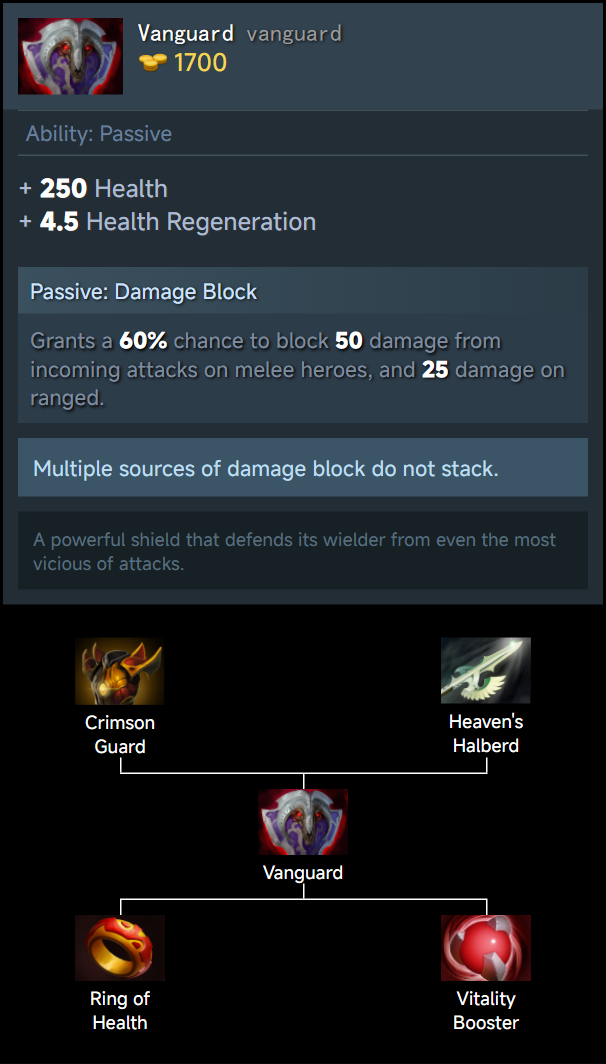 Vanguard vanguard
1700
Ability: Passive
+ 250 Health
+ 4.5 Health Regeneration
Passive: Damage Block
Grants a 60% chance to block 50 damage from
incoming attacks on melee heroes, and 25 damage on
ranged.
Multiple sources of damage block do not stack.
A powerful shield that defends its wielder from even the most
vicious of attacks.
Crimson
Guard
Heaven's
Halberd
Vanguard
Ring of
Health
Vitality
Booster